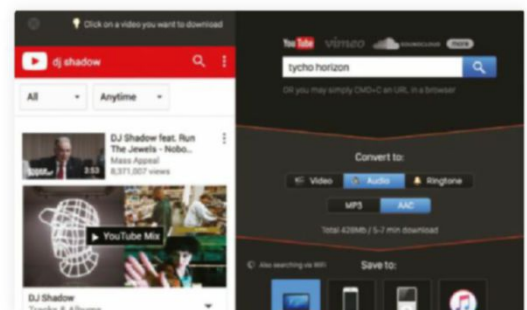 Click on a video you want to download
dj shadow
All
Anytime
DJ Shadow feat. Run
The Jewels - Nobo...
Mass Appeal
8,371,007 views
3:53
YouTube Mix
DJ Shadow
YouTube vimeo SOUNDCLOUD more
tycho horizon
OR you may simply CMD+C an URL in a browser
Convert to:
Video Audio Ringtone
MP3 AAC
Total 428Mb / 5-7 min download
Also searching via WiFi
Save to: